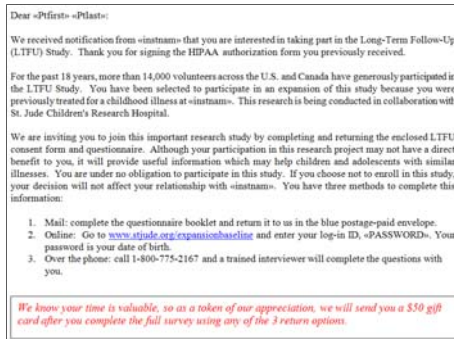 Dear «Ptfirst» «Ptlast»:
We received notification from «instnam» that you are interested in taking part in the Long-Term Follow-Up
(LTFU) Study.  Thank you for signing the HIPAA authorization form you previously received.
For the past 18 years, more than 14,000 volunteers across the U.S. and Canada have generously participated in
the LTFU Study.  You have been selected to participate in an expansion of this study because you were
previously treated for a childhood illness at «instnam».  This research is being conducted in collaboration with
St. Jude Children's Research Hospital.
We are inviting you to join this important research study by completing and returning the enclosed LTFU
consent form and questionnaire.  Although your participation in this research project may not have a direct
benefit to you, it will provide useful information which may help children and adolescents with similar
illnesses.  You are under no obligation to participate in this study.  If you choose not to enroll in this study,
your decision will not affect your relationship with «instnam».  You have three methods to complete this
information:
1. Mail: complete the questionnaire booklet and return it to us in the blue postage-paid envelope.
2. Online:  Go to www.stjude.org/expansionbaseline and enter your log-in ID, «PASSWORD».  Your
password is your date of birth.
3. Over the phone: call 1-800-775-2167 and a trained interviewer will complete the questions with
you.
We know your time is valuable, so as a token of our appreciation, we will send you a $50 gift
card after you complete the full survey using any of the 3 return options.